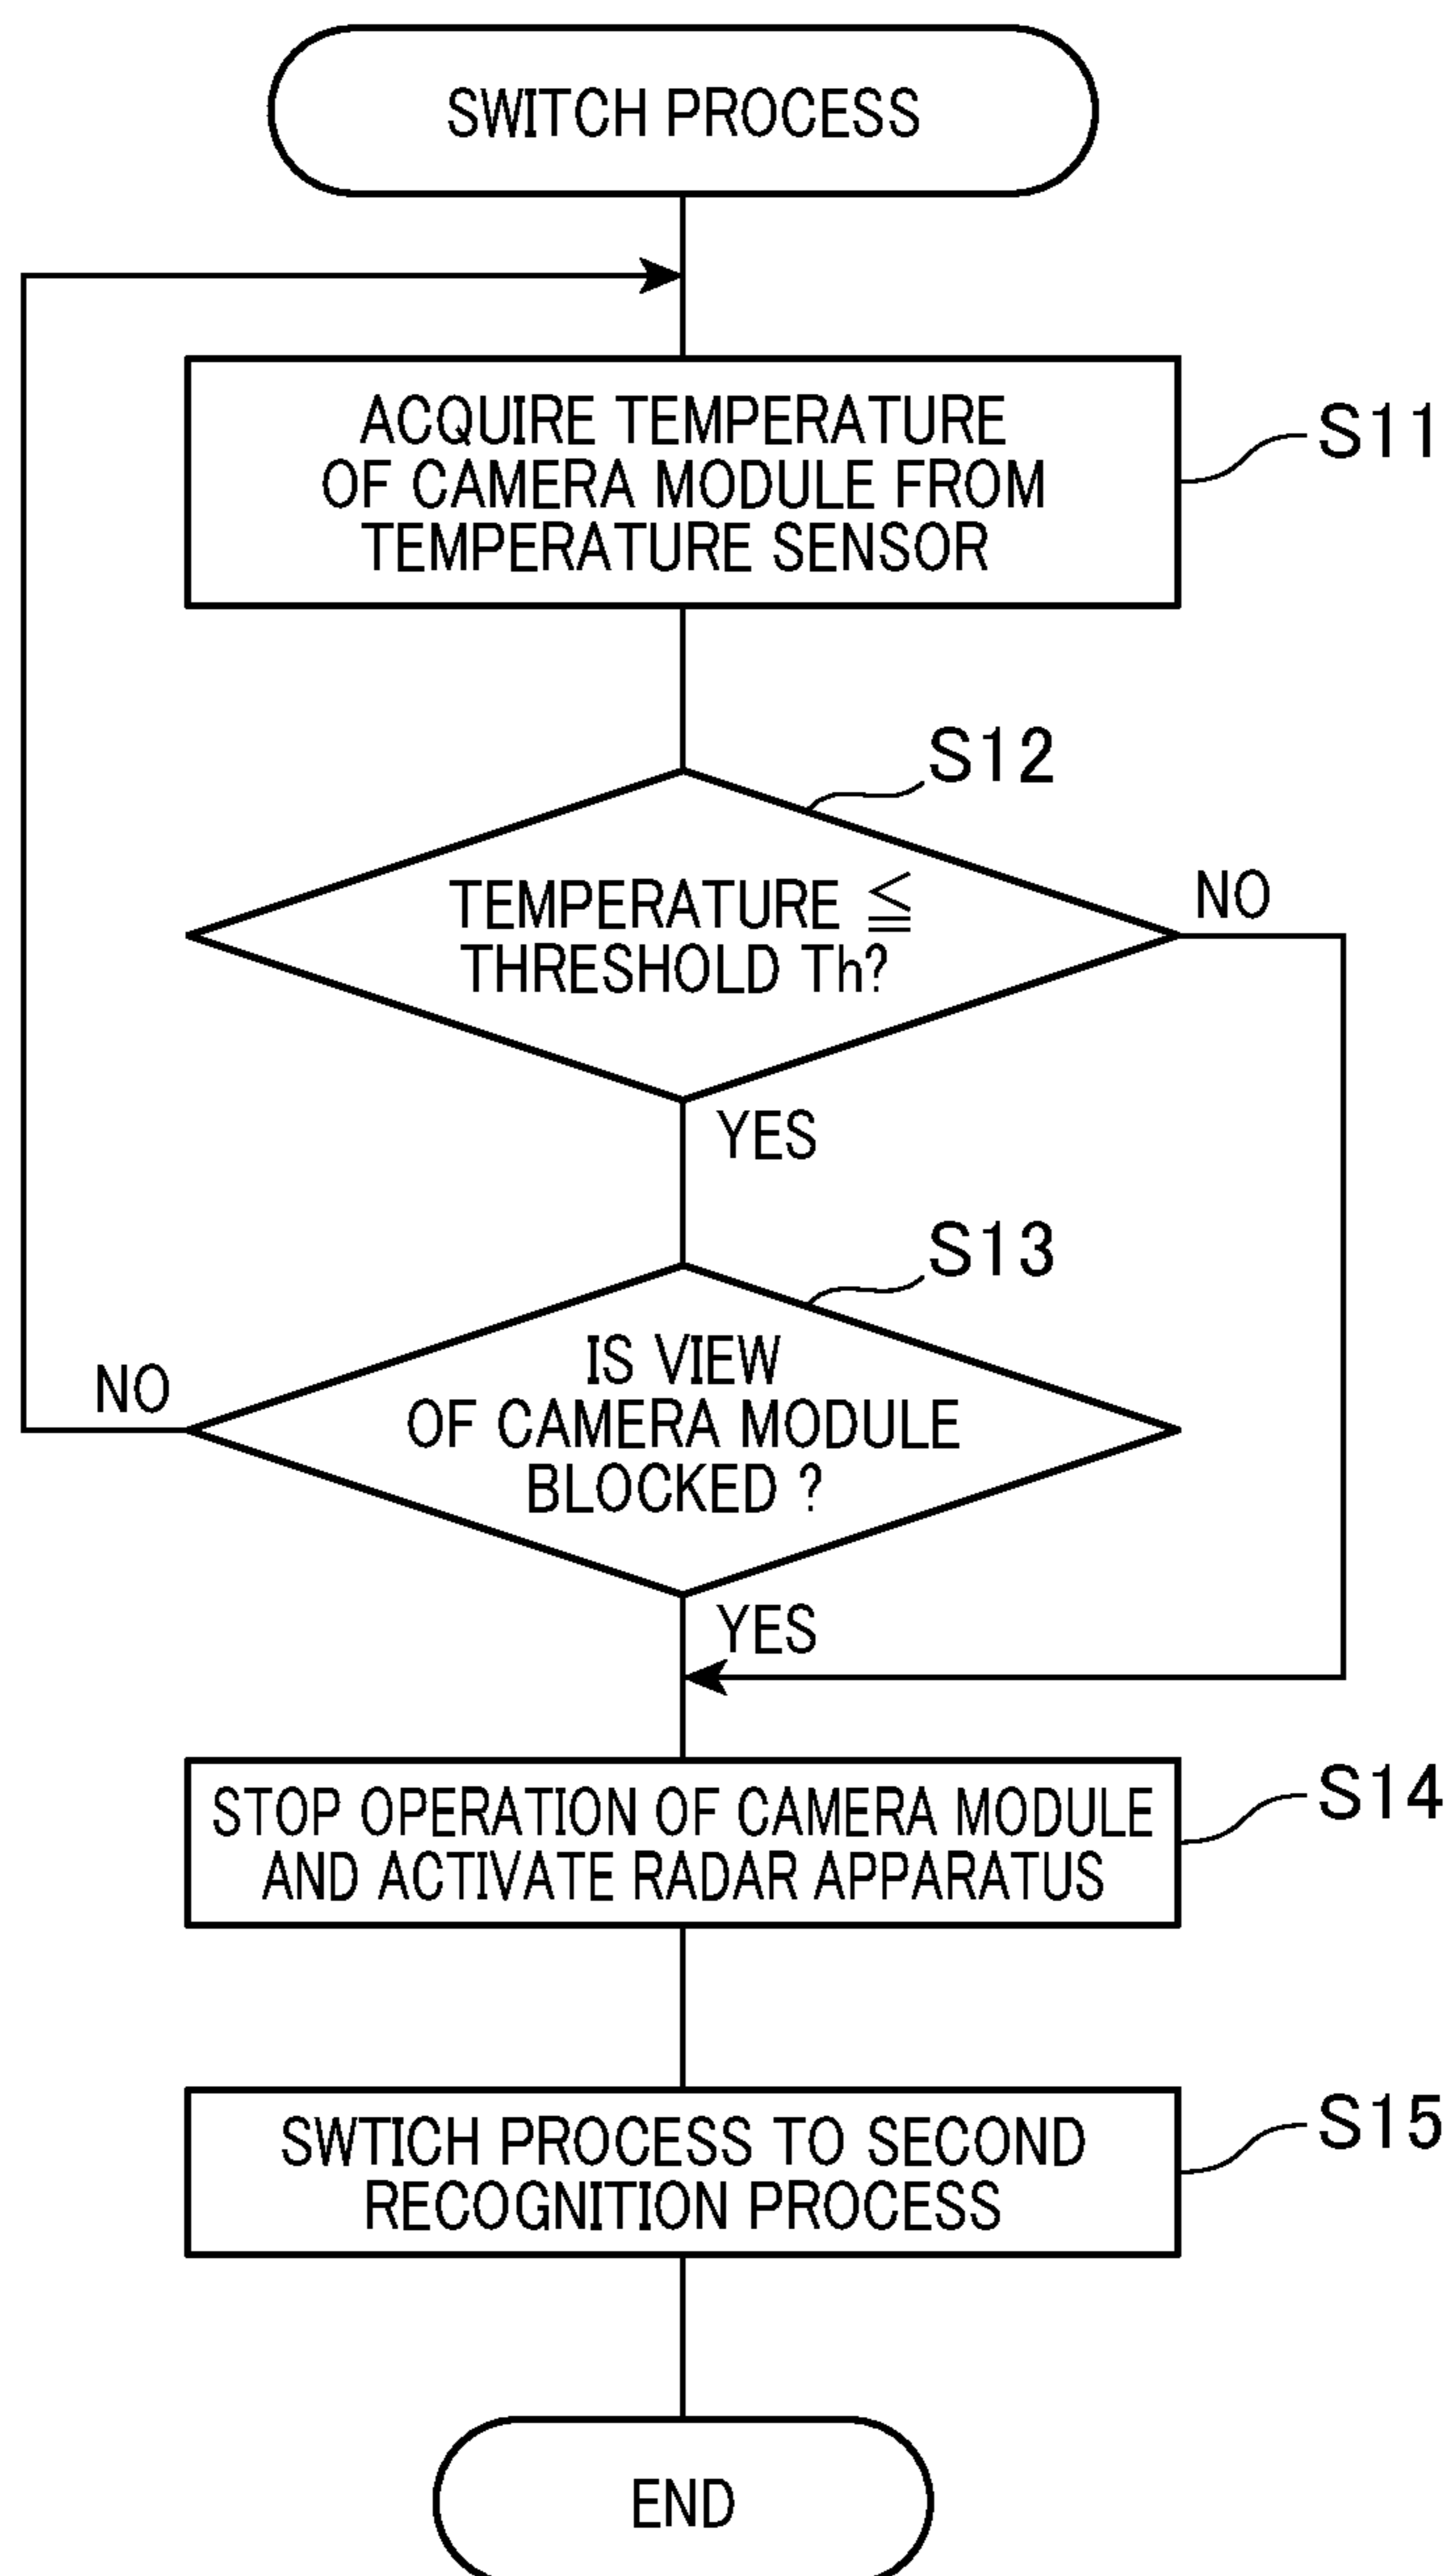 SWITCH PROCESS
ACQUIRE TEMPERATURE
OF CAMERA MODULE FROM
TEMPERATURE SENSOR
S11
S12
TEMPERATURE ≦
THRESHOLD Th?
NO
YES
S13
IS VIEW
OF CAMERA MODULE
BLOCKED ?
NO
YES
STOP OPERATION OF CAMERA MODULE
AND ACTIVATE RADAR APPARATUS
S14
SWTICH PROCESS TO SECOND
RECOGNITION PROCESS
S15
END